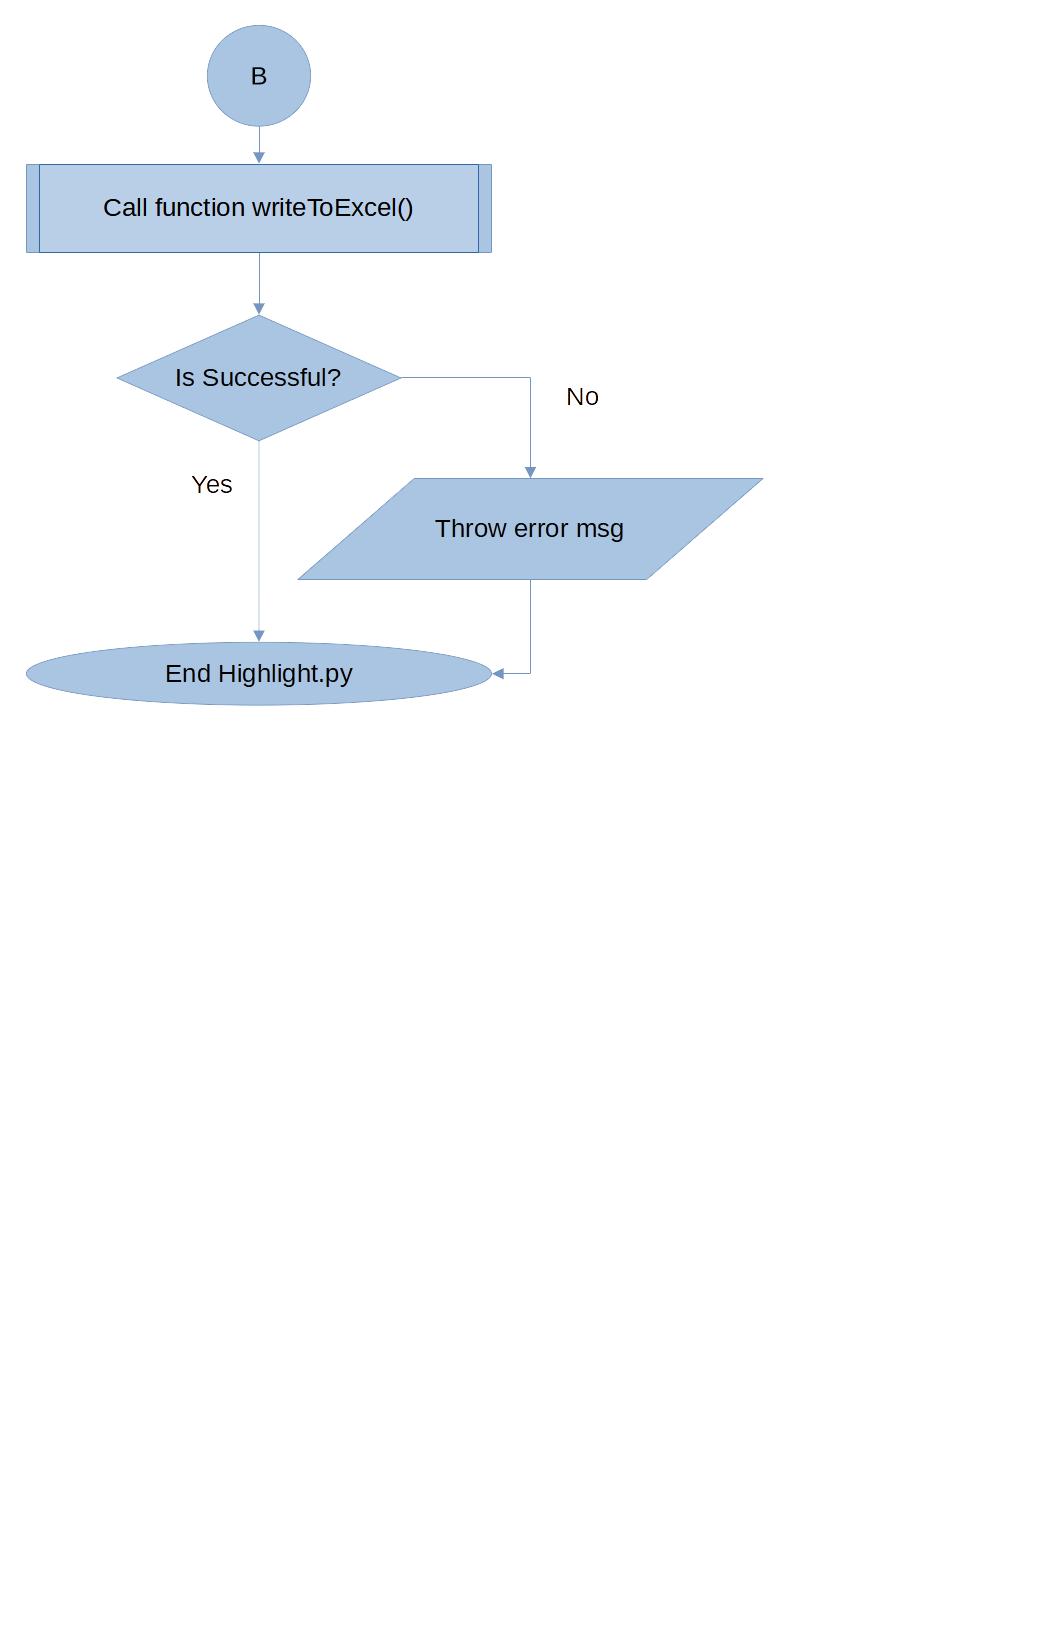 B
Call function writeToExcel()
Is Successful?
No
Yes
Throw error msg
End Highlight.py